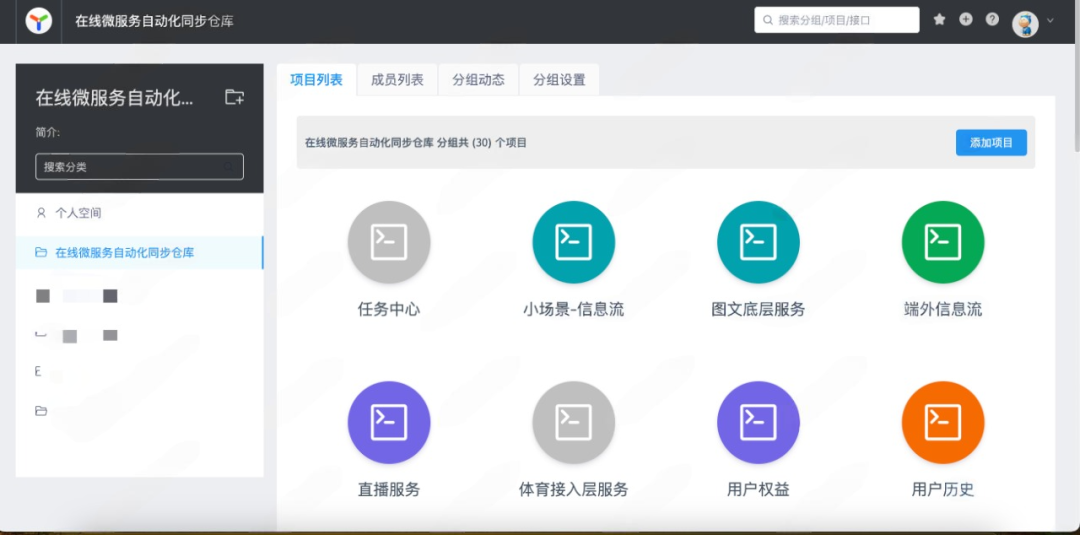 在线微服务自动化同步仓库
搜索分组/项目/接口
在线微服务自动化...
简介:
搜索分类
个人空间
在线微服务自动化同步仓库
项目列表
成员列表
分组动态
分组设置
在线微服务自动化同步仓库 分组共 (30) 个项目
添加项目
任务中心
小场景-信息流
图文底层服务
端外信息流
直播服务
体育接入层服务
用户权益
用户历史